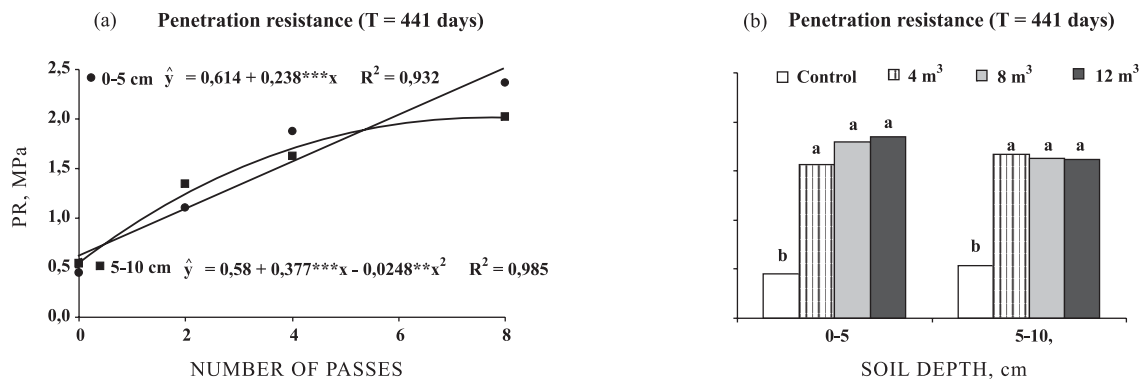 (a) Penetration resistance (T = 441 days)
2,5
● 0-5 cm ŷ = 0,614 + 0,238***x R² = 0,932
2,0
1,5
1,0
0,5
■ 5-10 cm ŷ = 0,58 + 0,377***x - 0,0248**x² R² = 0,985
0,0
PR, MPa
0 2 4 6 8
NUMBER OF PASSES
(b) Penetration resistance (T = 441 days)
Control 4 m³ 8 m³ 12 m³
b a a a b a a a
0-5 5-10,
SOIL DEPTH, cm